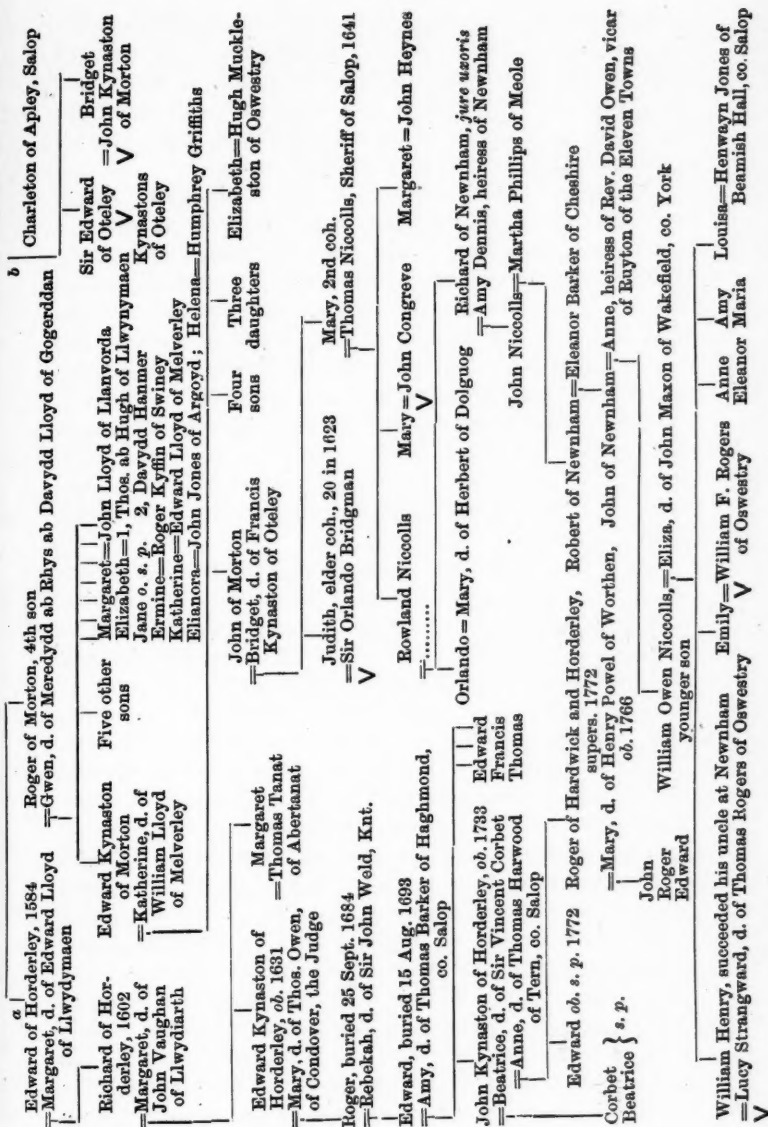 a
b
Edward of Horderley, 1584
=Margaret, d. of Edward Lloyd
of Llwydymaen
Roger of Morton, 4th son
=Gwen, d. of Meredydd ab Rhys ab Davydd Lloyd of Gogerddan
Charleton of Apley, Salop
Richard of Hor-
derley, 1602
=Margaret, d. of
John Vaughan
of Llwydiarth
Edward Kynaston
of Morton
=Katherine, d. of
William Lloyd
of Melverley
Five other
sons
Margaret=John Lloyd of Llanvorda
Elizabeth=1, Thos. ab Hugh of Llwynymaen
Jane o. s. p. 2, Davydd Hanmer
Ermine=Roger Kyffin of Swiney
Katherine=Edward Lloyd of Melverley
Elianora=John Jones of Argoyd; Helena=Humphrey Griffiths
Sir Edward
of Oteley
V
Kynastons
of Oteley
Bridget
=John Kynaston
V of Morton
Edward Kynaston of
Horderley, ob. 1631
=Mary, d. of Thos. Owen,
of Condover, the Judge
Margaret
=Thomas Tanat
of Abertanat
John of Morton
=Bridget, d. of Francis
Kynaston of Oteley
Four
sons
Three
daughters
Elizabeth=Hugh Muckle-
ston of Oswestry
Roger, buried 25 Sept. 1684
=Rebekah, d. of Sir John Weld, Knt.
Judith, elder coh., 20 in 1623
=Sir Orlando Bridgman
V
Mary, 2nd coh.
=Thomas Niccolls, Sheriff of Salop, 1641
Edward, buried 15 Aug. 1693
=Amy, d. of Thomas Barker of Haghmond,
co. Salop
Rowland Niccolls
=.........
Mary=John Congreve
V
Margaret=John Heynes
John Kynaston of Horderley, ob. 1733
=Beatrice, d. of Sir Vincent Corbet
=Anne, d. of Thomas Harwood
of Tern, co. Salop
Edward
Francis
Thomas
Orlando=Mary, d. of Herbert of Dolguog
Richard of Newnham, jure uxoris
=Amy Dennis, heiress of Newnham
John Niccolls=Martha Phillips of Meole
Corbet
Beatrice } s. p.
Edward ob. s. p. 1772
Roger of Hardwick and Horderley,
supers. 1772
=Mary, d. of Henry Powel of Worthen,
ob. 1766
Robert of Newnham=Eleanor Barker of Cheshire
John of Newnham=Anne, heiress of Rev. David Owen, vicar
of Ruyton of the Eleven Towns
John
Roger
Edward
William Owen Niccolls,=Eliza, d. of John Maxon of Wakefield, co. York
younger son
William Henry, succeeded his uncle at Newnham
=Lucy Strangward, d. of Thomas Rogers of Oswestry
V
Emily=William F. Rogers
V of Oswestry
Anne
Eleanor
Amy
Maria
Louisa=Henwayn Jones of
Beamish Hall, co. Salop